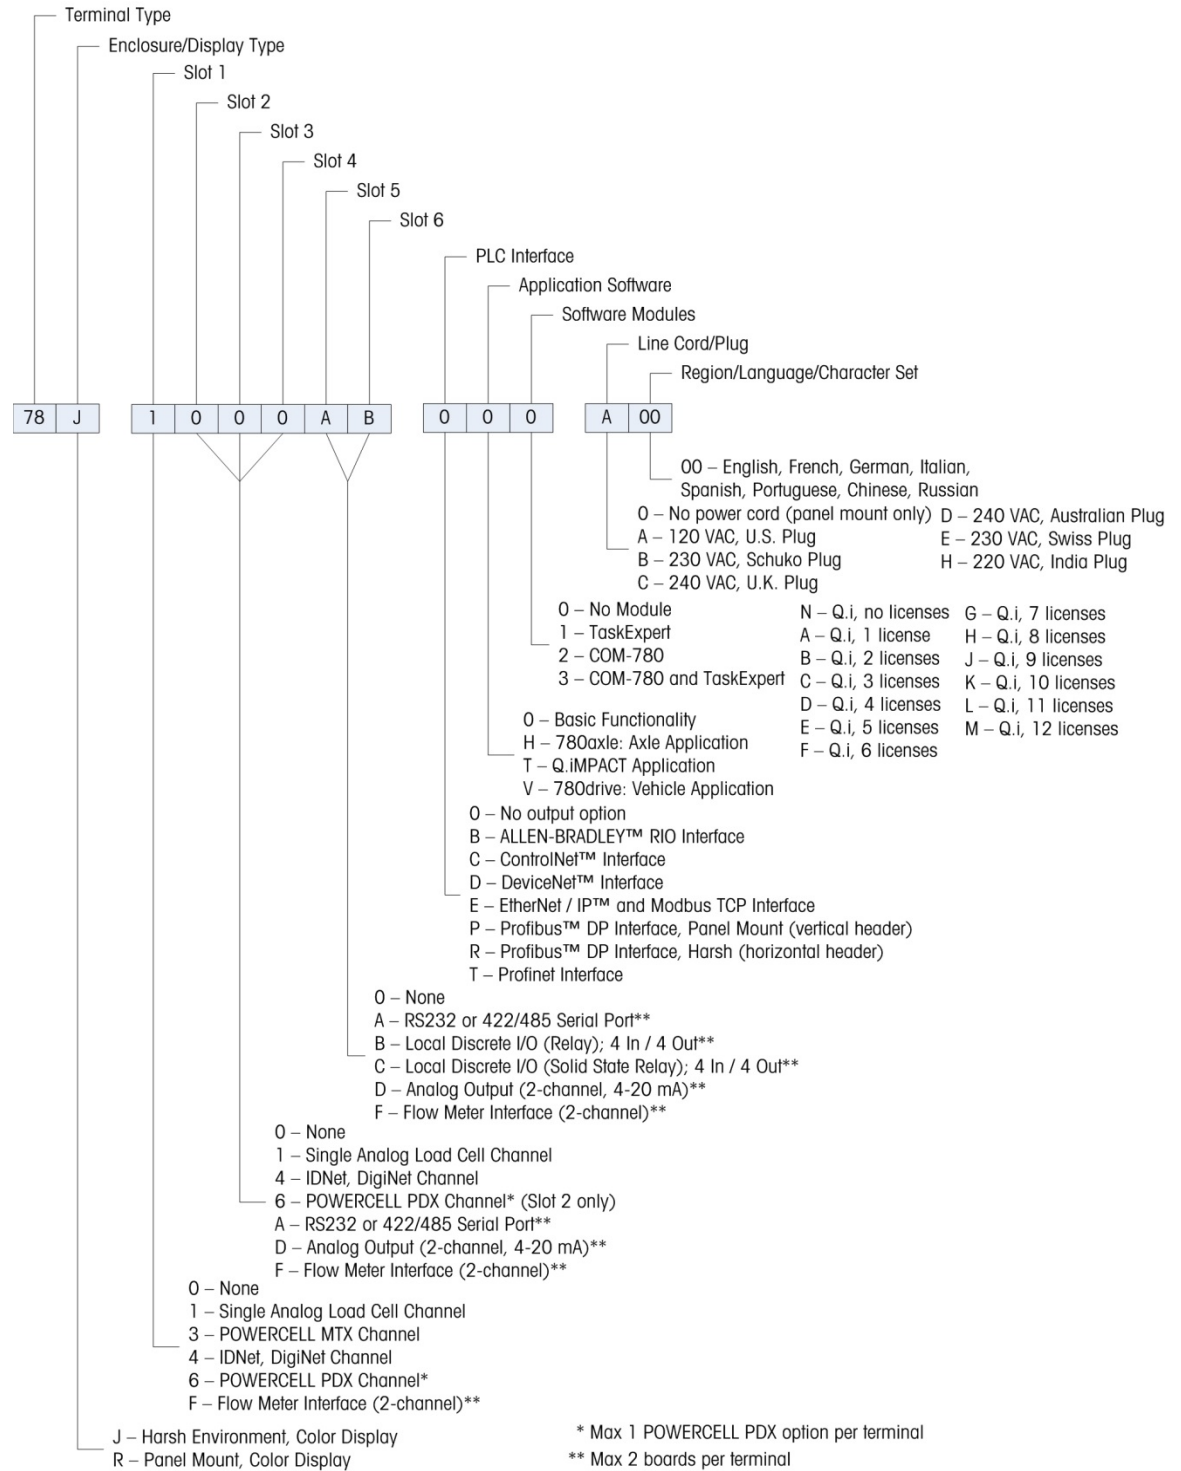 Terminal Type
Enclosure/Display Type
Slot 1
Slot 2
Slot 3
Slot 4
Slot 5
Slot 6
PLC Interface
Application Software
Software Modules
Line Cord/Plug
Region/Language/Character Set
78 J 1 0 0 0 A B 0 0 0 A 00
00 – English, French, German, Italian,
Spanish, Portuguese, Chinese, Russian
0 – No power cord (panel mount only) D – 240 VAC, Australian Plug
A – 120 VAC, U.S. Plug E – 230 VAC, Swiss Plug
B – 230 VAC, Schuko Plug H – 220 VAC, India Plug
C – 240 VAC, U.K. Plug
0 – No Module N – Q.i, no licenses G – Q.i, 7 licenses
1 – TaskExpert A – Q.i, 1 license H – Q.i, 8 licenses
2 – COM-780 B – Q.i, 2 licenses J – Q.i, 9 licenses
3 – COM-780 and TaskExpert C – Q.i, 3 licenses K – Q.i, 10 licenses
D – Q.i, 4 licenses L – Q.i, 11 licenses
E – Q.i, 5 licenses M – Q.i, 12 licenses
F – Q.i, 6 licenses
0 – Basic Functionality
H – 780axle: Axle Application
T – Q.iMPACT Application
V – 780drive: Vehicle Application
0 – No output option
B – ALLEN-BRADLEY™ RIO Interface
C – ControlNet™ Interface
D – DeviceNet™ Interface
E – EtherNet / IP™ and Modbus TCP Interface
P – Profibus™ DP Interface, Panel Mount (vertical header)
R – Profibus™ DP Interface, Harsh (horizontal header)
T – Profinet Interface
0 – None
A – RS232 or 422/485 Serial Port**
B – Local Discrete I/O (Relay); 4 In / 4 Out**
C – Local Discrete I/O (Solid State Relay); 4 In / 4 Out**
D – Analog Output (2-channel, 4-20 mA)**
F – Flow Meter Interface (2-channel)**
0 – None
1 – Single Analog Load Cell Channel
4 – IDNet, DigiNet Channel
6 – POWERCELL PDX Channel* (Slot 2 only)
A – RS232 or 422/485 Serial Port**
D – Analog Output (2-channel, 4-20 mA)**
F – Flow Meter Interface (2-channel)**
0 – None
1 – Single Analog Load Cell Channel
3 – POWERCELL MTX Channel
4 – IDNet, DigiNet Channel
6 – POWERCELL PDX Channel*
F – Flow Meter Interface (2-channel)**
J – Harsh Environment, Color Display
R – Panel Mount, Color Display
* Max 1 POWERCELL PDX option per terminal
** Max 2 boards per terminal